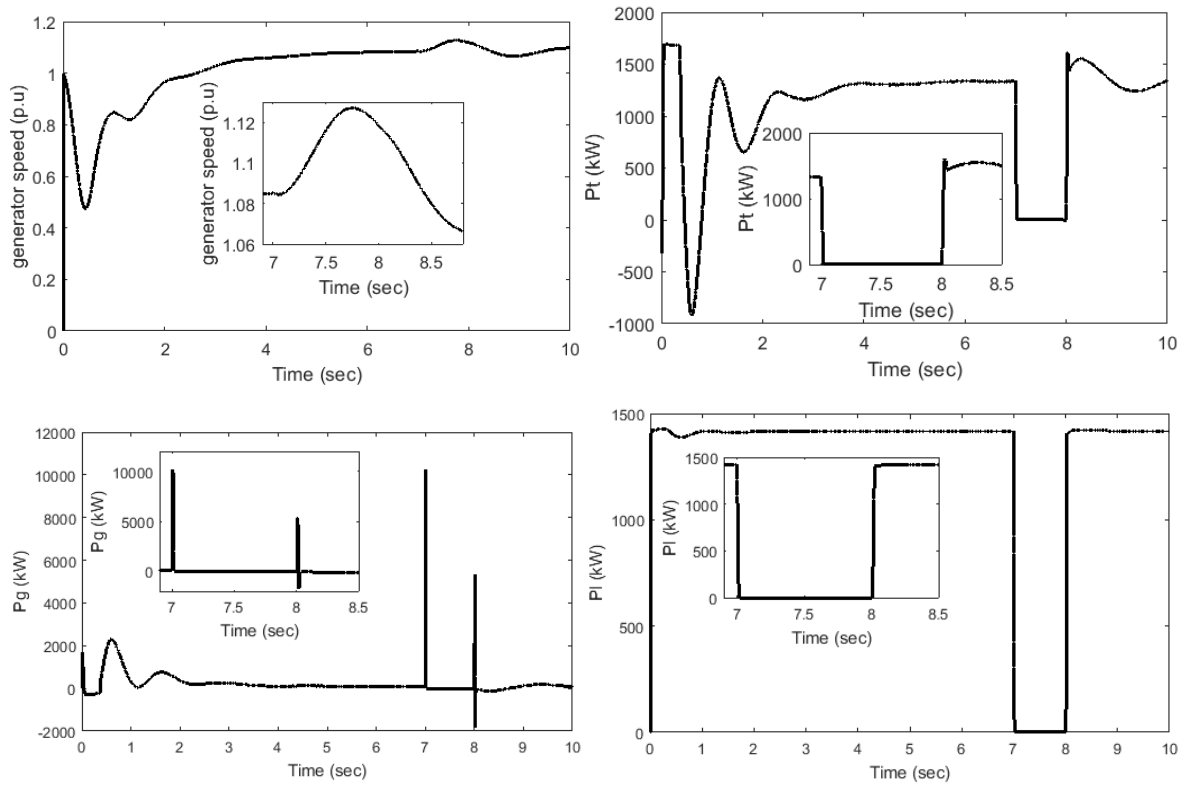 generator speed (p.u)
1.2
1
0.8
0.6
0.4
0.2
0
0 2 4 6 8 10
Time (sec)
generator speed (p.u)
1.12
1.1
1.08
1.06
7 7.5 8 8.5
Time (sec)
Pt (kW)
2000
1500
1000
500
0
-500
-1000
0 2 4 6 8 10
Time (sec)
Pt (kW)
2000
1000
0
7 7.5 8 8.5
Time (sec)
Pg (kW)
12000
10000
8000
6000
4000
2000
0
-2000
0 1 2 3 4 5 6 7 8 9 10
Time (sec)
Pg (kW)
10000
5000
0
7 7.5 8 8.5
Time (sec)
Pl (kW)
1500
1000
500
0
0 1 2 3 4 5 6 7 8 9 10
Time (sec)
Pl (kW)
1500
1000
500
0
7 7.5 8 8.5
Time (sec)